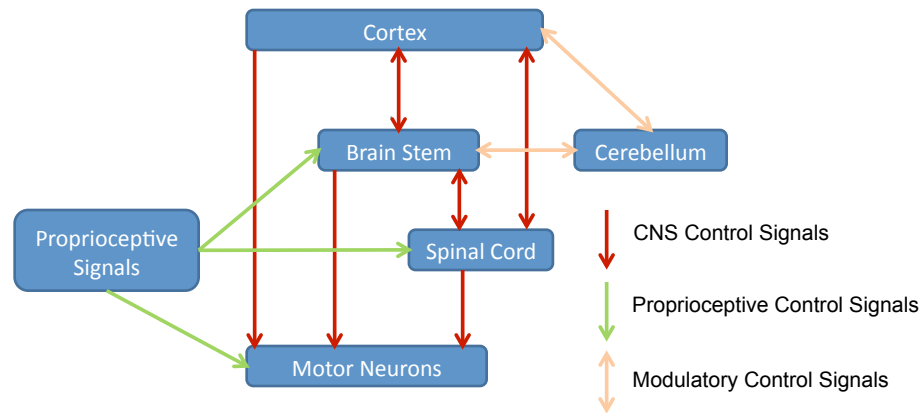 Cortex
Brain Stem
Cerebellum
Proprioceptive
Signals
Spinal Cord
Motor Neurons
CNS Control Signals
Proprioceptive Control Signals
Modulatory Control Signals